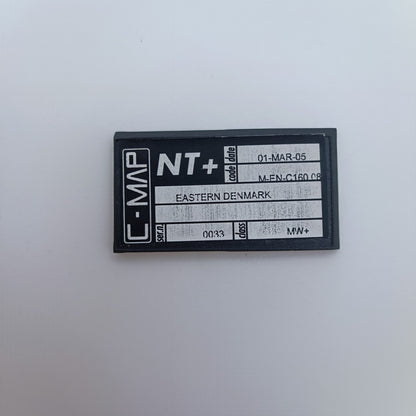 C-MAP
NT+
date 01-MAR-05
code M-EN-C160.08
EASTERN DENMARK
ser.n 0033 class MW+